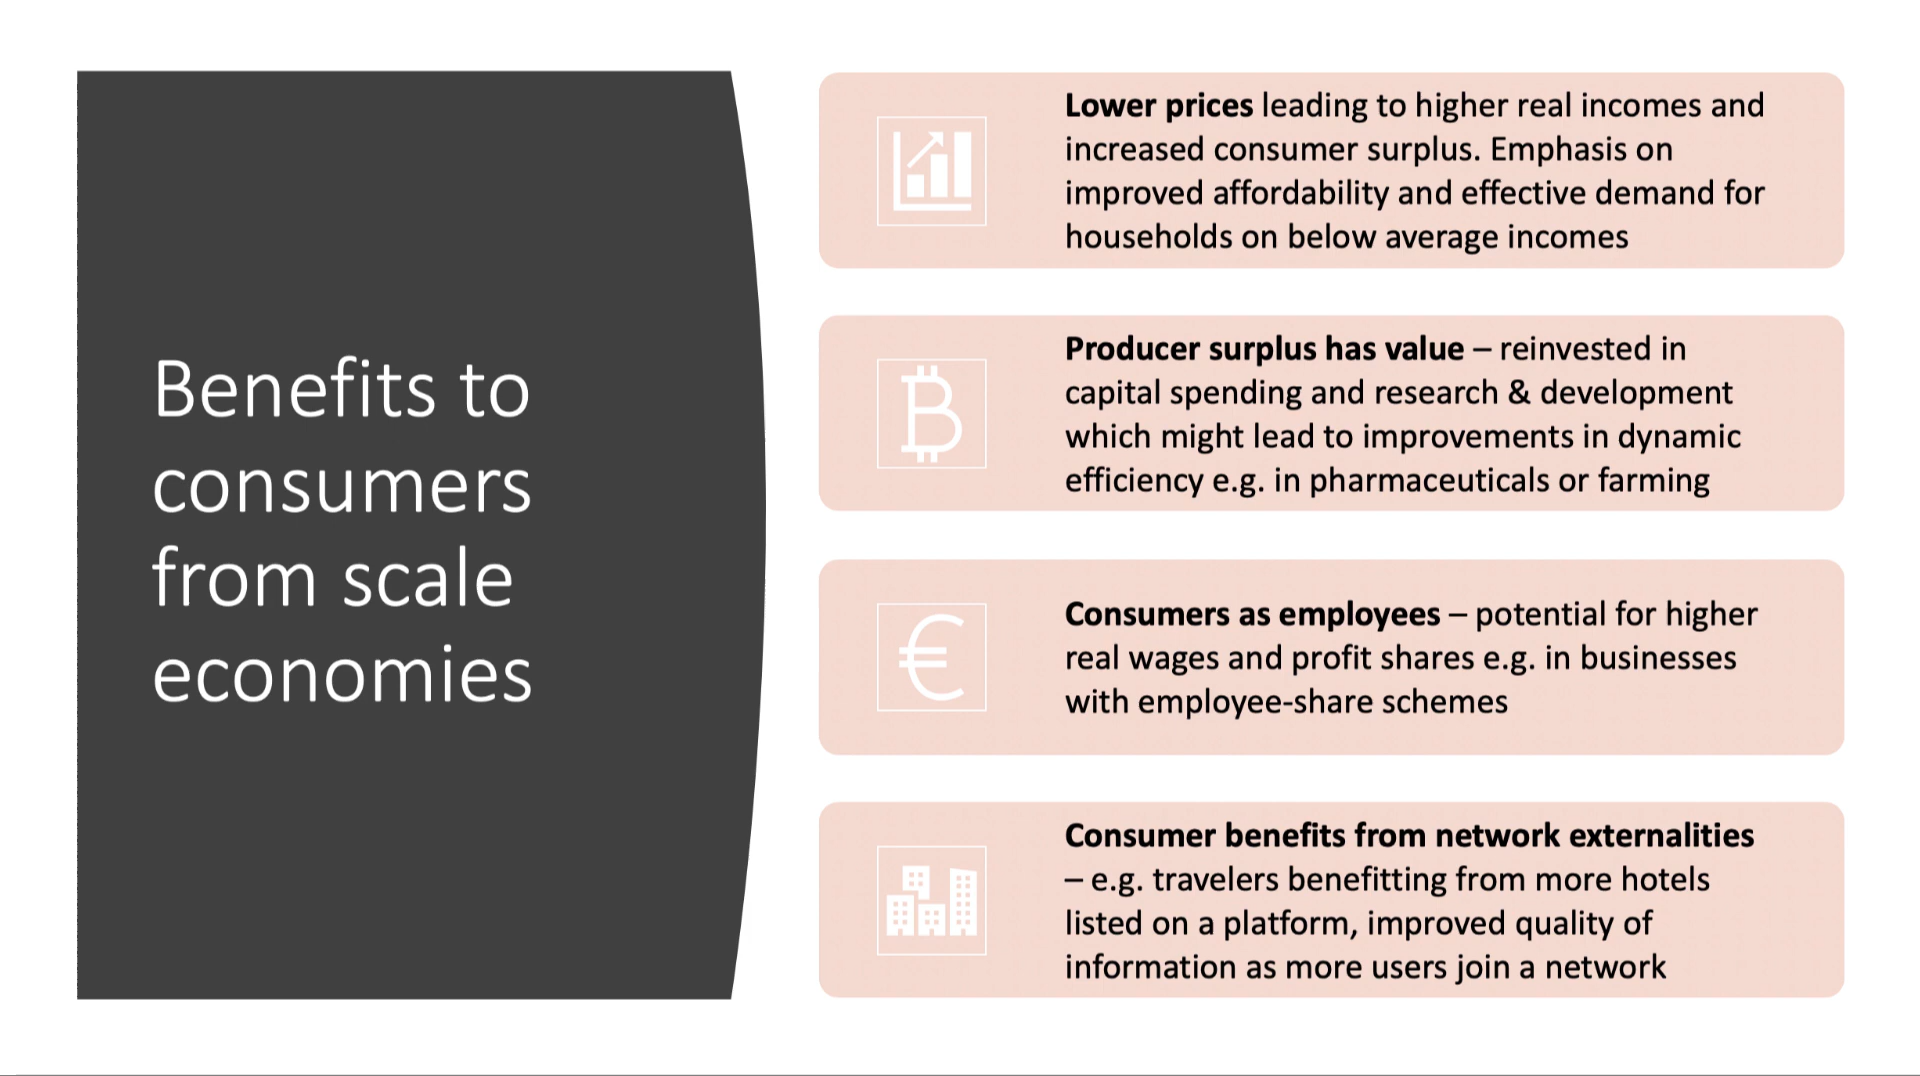 Benefits to
consumers
from scale
economies
Lower prices leading to higher real incomes and
increased consumer surplus. Emphasis on
improved affordability and effective demand for
households on below average incomes
Producer surplus has value – reinvested in
capital spending and research & development
which might lead to improvements in dynamic
efficiency e.g. in pharmaceuticals or farming
Consumers as employees – potential for higher
real wages and profit shares e.g. in businesses
with employee-share schemes
Consumer benefits from network externalities
– e.g. travelers benefitting from more hotels
listed on a platform, improved quality of
information as more users join a network